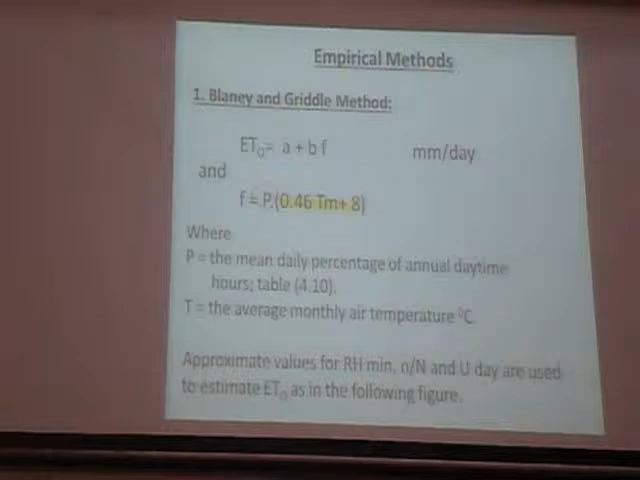 Empirical Methods
1. Blaney and Griddle Method:
ET₀= a + b f mm/day
and
f = P.(0.46 Tm+ 8)
Where
P = the mean daily percentage of annual daytime
hours; table (4.10).
T = the average monthly air temperature ⁰C.
Approximate values for RH min, n/N and U day are used
to estimate ET₀ as in the following figure.